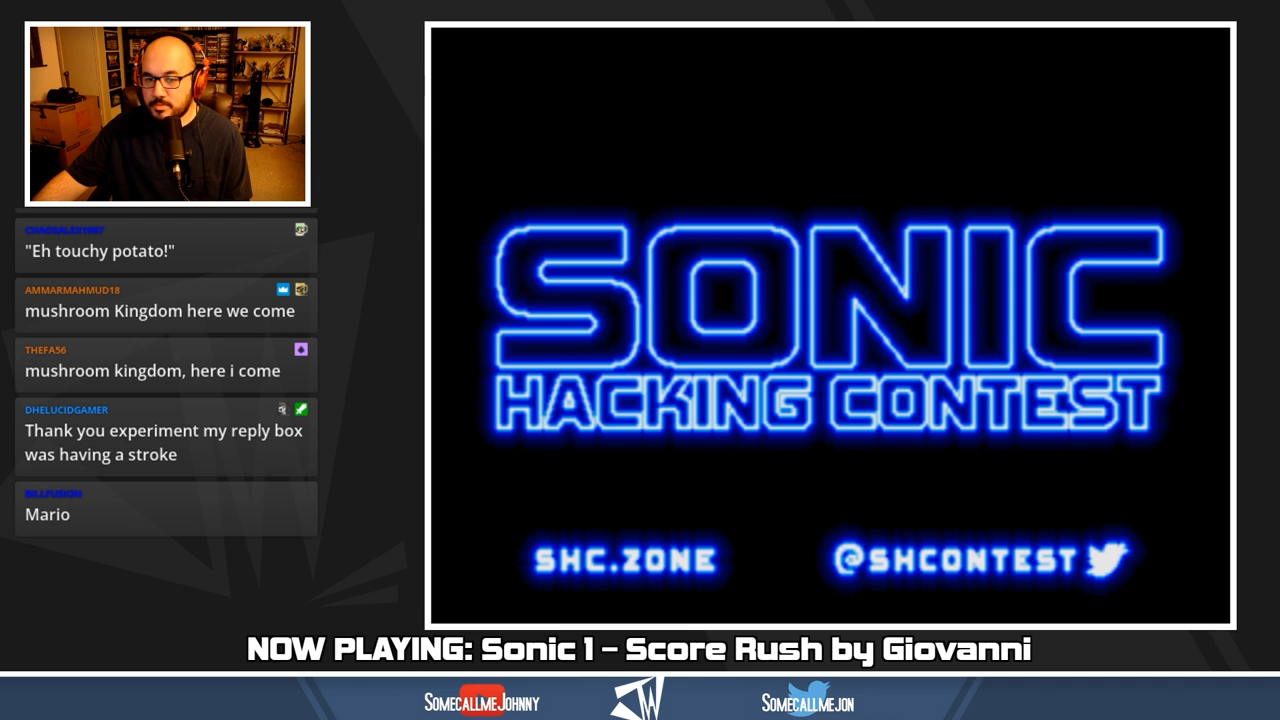 CHAOSALEX1997
"Eh touchy potato!"
AMMARMAHMUD18
mushroom Kingdom here we come
THEFA56
mushroom kingdom, here i come
DHELUCIDGAMER
Thank you experiment my reply box
was having a stroke
BILLFUSION
Mario
SONIC
HACKING CONTEST
SHC.ZONE
@SHCONTEST
NOW PLAYING: Sonic 1 – Score Rush by Giovanni
SomecallmeJohnny
Somecallmejon